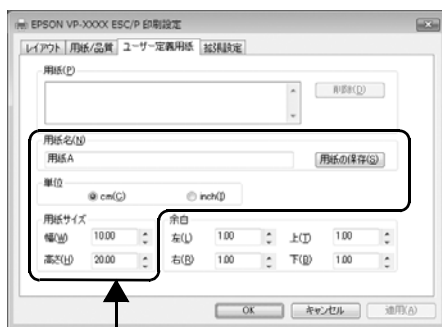 EPSON VP-XXXX ESC/P 印刷設定
レイアウト 用紙/品質 ユーザー定義用紙 拡張設定
用紙(P)
削除(D)
用紙名(N)
用紙A 用紙の保存(S)
単位
cm(C) inch(I)
用紙サイズ 余白
幅(W) 10.00 左(L) 1.00 上(T) 1.00
高さ(H) 20.00 右(R) 1.00 下(B) 1.00
OK キャンセル 適用(A)